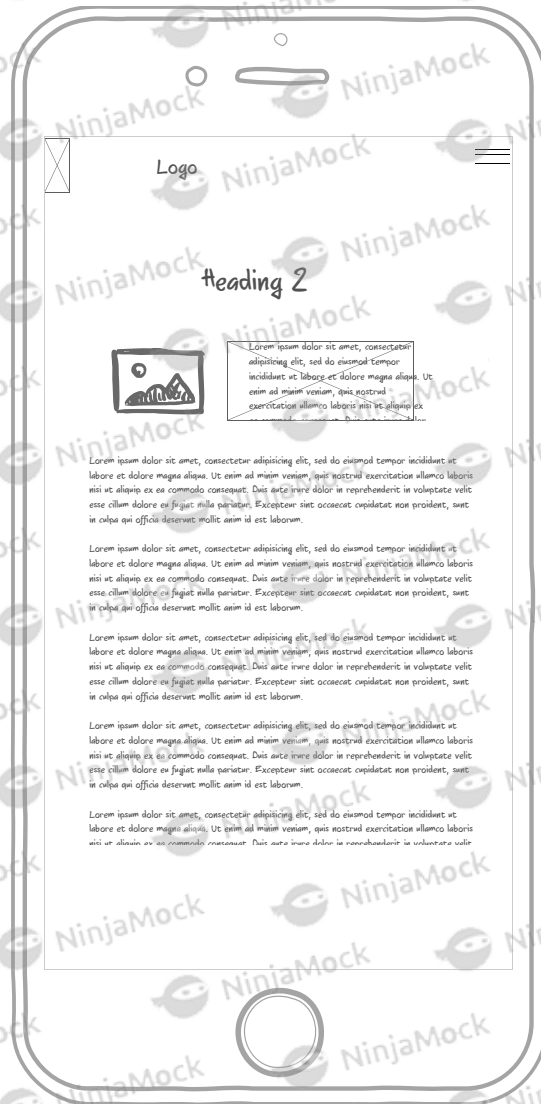 Logo
Heading 2
Lorem ipsum dolor sit amet, consectetur
adipisicing elit, sed do eiusmod tempor
incididunt ut labore et dolore magna aliqua. Ut
enim ad minim veniam, quis nostrud
exercitation ullamco laboris nisi ut aliquip ex
Lorem ipsum dolor sit amet, consectetur adipisicing elit, sed do eiusmod tempor incididunt ut
labore et dolore magna aliqua. Ut enim ad minim veniam, quis nostrud exercitation ullamco laboris
nisi ut aliquip ex ea commodo consequat. Duis aute irure dolor in reprehenderit in voluptate velit
esse cillum dolore eu fugiat nulla pariatur. Excepteur sint occaecat cupidatat non proident, sunt
in culpa qui officia deserunt mollit anim id est laborum.
Lorem ipsum dolor sit amet, consectetur adipisicing elit, sed do eiusmod tempor incididunt ut
labore et dolore magna aliqua. Ut enim ad minim veniam, quis nostrud exercitation ullamco laboris
nisi ut aliquip ex ea commodo consequat. Duis aute irure dolor in reprehenderit in voluptate velit
esse cillum dolore eu fugiat nulla pariatur. Excepteur sint occaecat cupidatat non proident, sunt
in culpa qui officia deserunt mollit anim id est laborum.
Lorem ipsum dolor sit amet, consectetur adipisicing elit, sed do eiusmod tempor incididunt ut
labore et dolore magna aliqua. Ut enim ad minim veniam, quis nostrud exercitation ullamco laboris
nisi ut aliquip ex ea commodo consequat. Duis aute irure dolor in reprehenderit in voluptate velit
esse cillum dolore eu fugiat nulla pariatur. Excepteur sint occaecat cupidatat non proident, sunt
in culpa qui officia deserunt mollit anim id est laborum.
Lorem ipsum dolor sit amet, consectetur adipisicing elit, sed do eiusmod tempor incididunt ut
labore et dolore magna aliqua. Ut enim ad minim veniam, quis nostrud exercitation ullamco laboris
nisi ut aliquip ex ea commodo consequat. Duis aute irure dolor in reprehenderit in voluptate velit
esse cillum dolore eu fugiat nulla pariatur. Excepteur sint occaecat cupidatat non proident, sunt
in culpa qui officia deserunt mollit anim id est laborum.
Lorem ipsum dolor sit amet, consectetur adipisicing elit, sed do eiusmod tempor incididunt ut
labore et dolore magna aliqua. Ut enim ad minim veniam, quis nostrud exercitation ullamco laboris
nisi ut aliquip ex ea commodo consequat. Duis aute irure dolor in reprehenderit in voluptate velit
NinjaMock